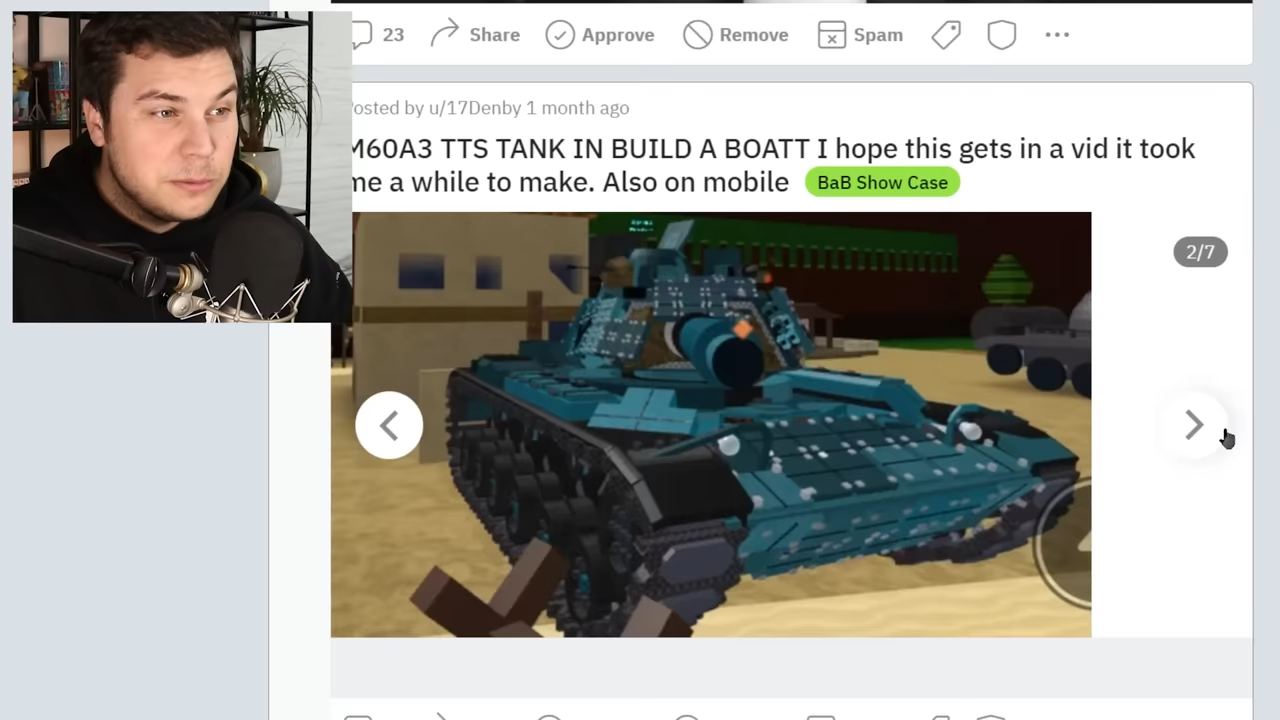 23 Share Approve Remove Spam
osted by u/17Denby 1 month ago
M60A3 TTS TANK IN BUILD A BOATT I hope this gets in a vid it took
me a while to make. Also on mobile BaB Show Case
2/7